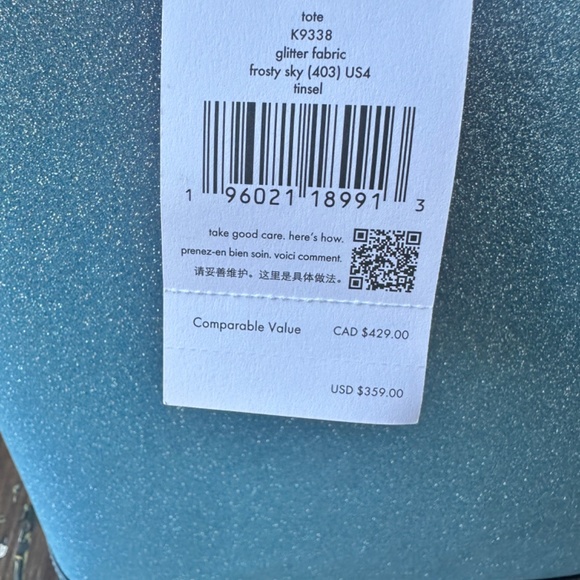 tote
K9338
glitter fabric
frosty sky (403) US4
tinsel
1 96021 18991 3
take good care. here's how.
prenez-en bien soin. voici comment.
请妥善维护。这里是具体做法。
Comparable Value CAD $429.00
USD $359.00